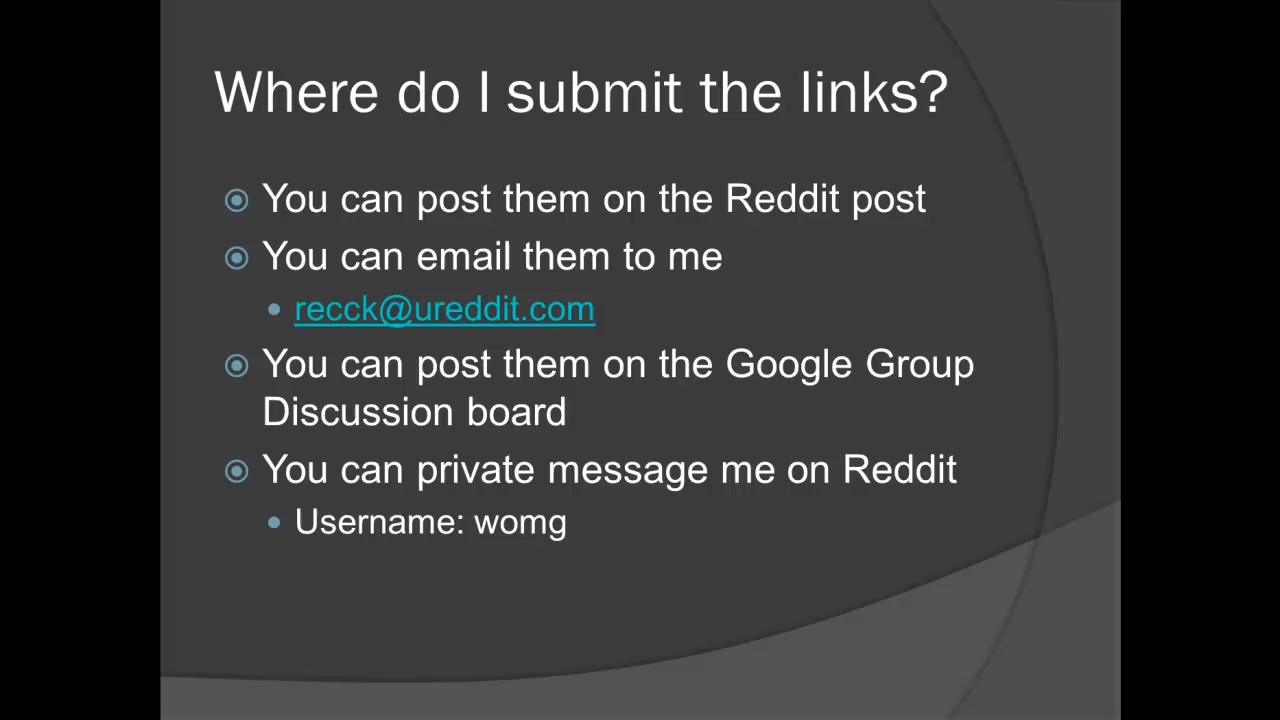 Where do I submit the links?
You can post them on the Reddit post
You can email them to me
recck@ureddit.com
You can post them on the Google Group
Discussion board
You can private message me on Reddit
Username: womg